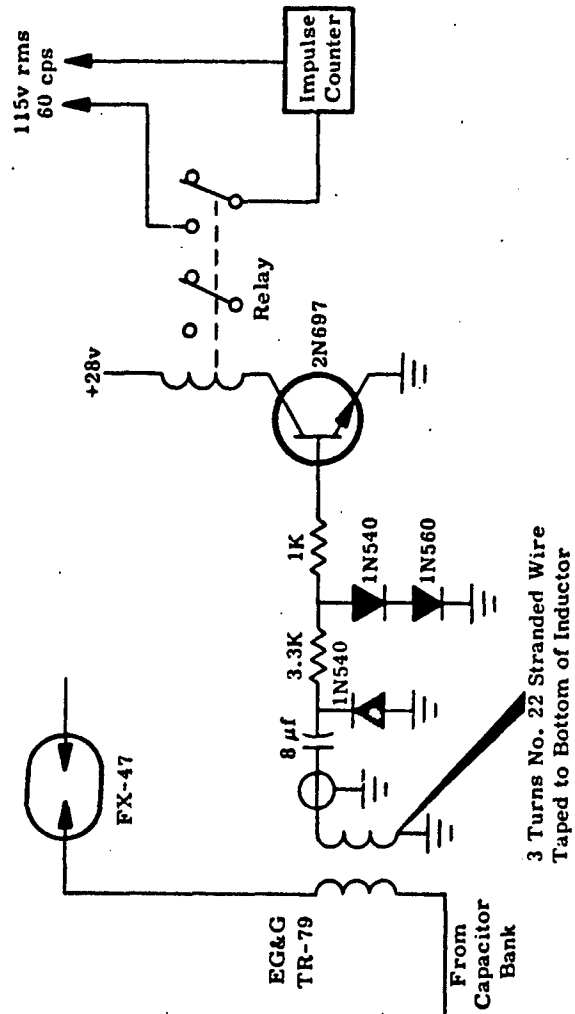 115v rms
60 cps
Impulse
Counter
Relay
+28v
2N697
1K
1N540
1N560
3.3K
1N540
8 μf
FX-47
EG&G
TR-79
From
Capacitor
Bank
3 Turns No. 22 Stranded Wire
Taped to Bottom of Inductor